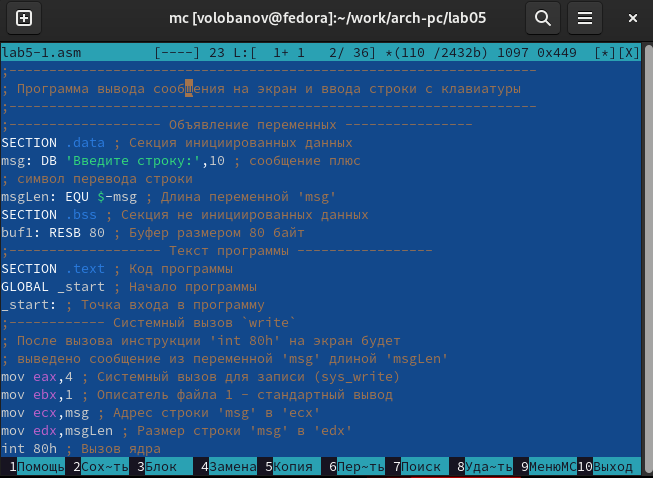 mc [volobanov@fedora]:~/work/arch-pc/lab05
lab5-1.asm [----] 23 L:[ 1+ 1 2/ 36] *(110 /2432b) 1097 0x449 [*][X]
;------------------------------------------------------------------
; Программа вывода сообщения на экран и ввода строки с клавиатуры
;------------------------------------------------------------------
;------------------- Объявление переменных ----------------
SECTION .data ; Секция инициированных данных
msg: DB 'Введите строку:',10 ; сообщение плюс
; символ перевода строки
msgLen: EQU $-msg ; Длина переменной 'msg'
SECTION .bss ; Секция не инициированных данных
buf1: RESB 80 ; Буфер размером 80 байт
;------------------- Текст программы -----------------
SECTION .text ; Код программы
GLOBAL _start ; Начало программы
_start: ; Точка входа в программу
;------------ Системный вызов `write`
; После вызова инструкции 'int 80h' на экран будет
; выведено сообщение из переменной 'msg' длиной 'msgLen'
mov eax,4 ; Системный вызов для записи (sys_write)
mov ebx,1 ; Описатель файла 1 - стандартный вывод
mov ecx,msg ; Адрес строки 'msg' в 'ecx'
mov edx,msgLen ; Размер строки 'msg' в 'edx'
int 80h ; Вызов ядра
1Помощь 2Сох~ть 3Блок 4Замена 5Копия 6Пер~ть 7Поиск 8Уда~ть 9МенюMC 10Выход